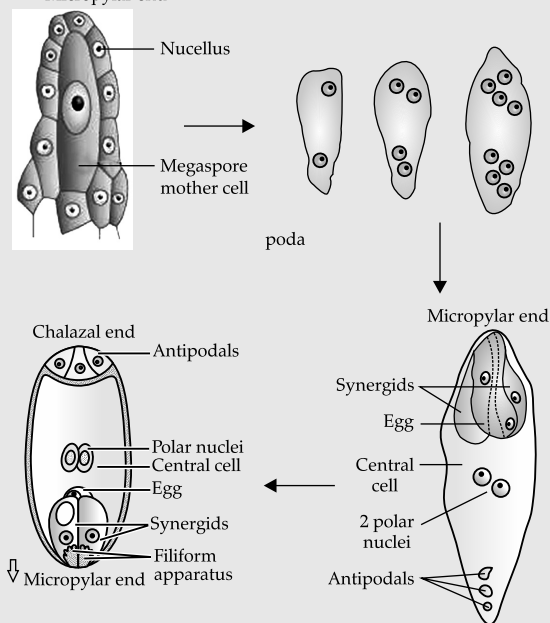 Nucellus
Megaspore
mother cell
poda
Micropylar end
Synergids
Egg
Central
cell
2 polar
nuclei
Antipodals
Chalazal end
Antipodals
Polar nuclei
Central cell
Egg
Synergids
Filiform
apparatus
Micropylar end